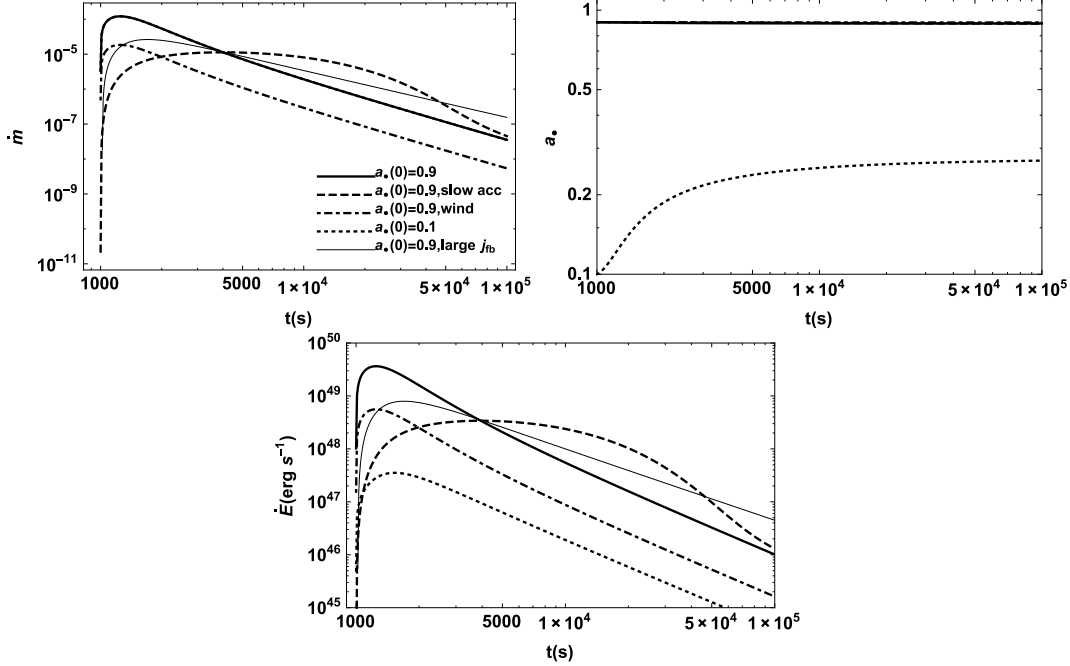 10⁻⁵
10⁻⁷
10⁻⁹
10⁻¹¹
ṁ
a•(0)=0.9
a•(0)=0.9,slow acc
a•(0)=0.9,wind
a•(0)=0.1
a•(0)=0.9,large j_fb
1000 5000 1×10⁴ 5×10⁴ 1×10⁵
t(s)
1
0.5
0.2
0.1
a•
1000 5000 1×10⁴ 5×10⁴ 1×10⁵
t(s)
10⁵⁰
10⁴⁹
10⁴⁸
10⁴⁷
10⁴⁶
10⁴⁵
Ė(erg s⁻¹)
1000 5000 1×10⁴ 5×10⁴ 1×10⁵
t(s)